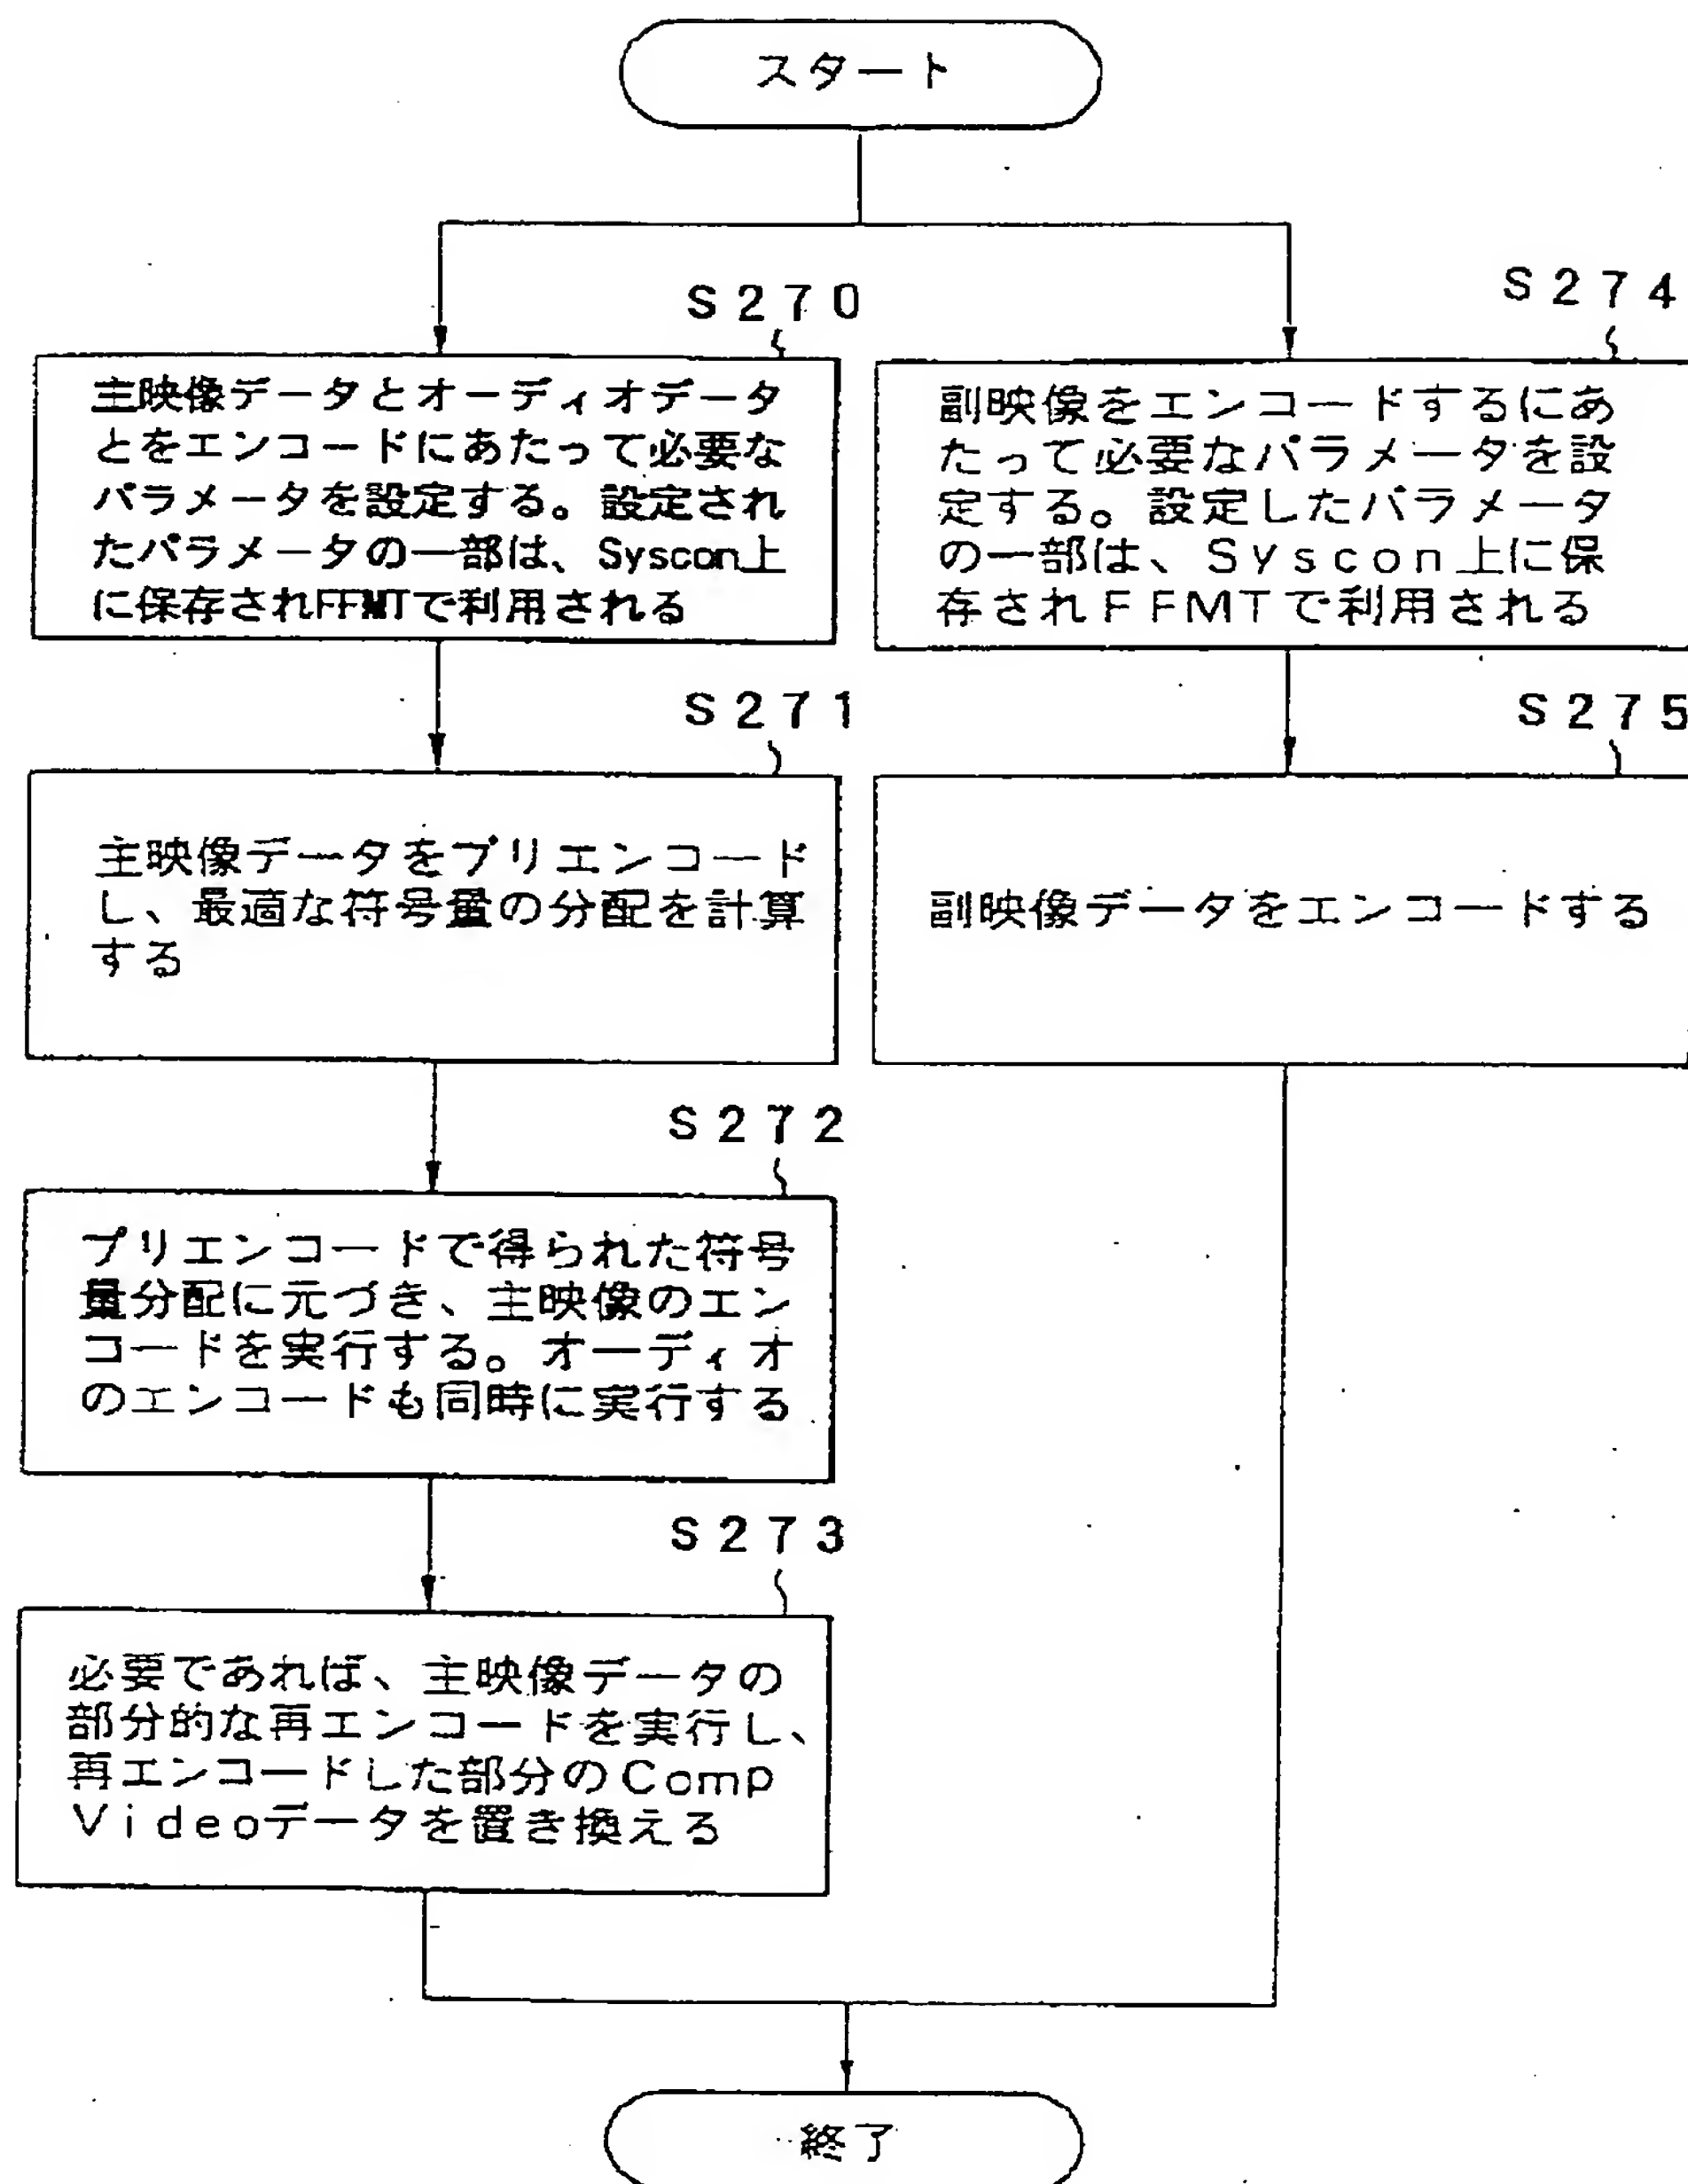 スタート
S270
主映像データとオーディオデータ
とをエンコードにあたって必要な
パラメータを設定する。設定され
たパラメータの一部は、Syscon上
に保存されFFMTで利用される
S271
主映像データをプリエンコード
し、最適な符号量の分配を計算
する
S272
プリエンコードで得られた符号
量分配に元づき、主映像のエン
コードを実行する。オーディオ
のエンコードも同時に実行する
S273
必要であれば、主映像データの
部分的な再エンコードを実行し、
再エンコードした部分のComp
Videoデータを置き換える
S274
副映像をエンコードするにあ
たって必要なパラメータを設
定する。設定したパラメータ
の一部は、Syscon上に保
存されFFMTで利用される
S275
副映像データをエンコードする
終了